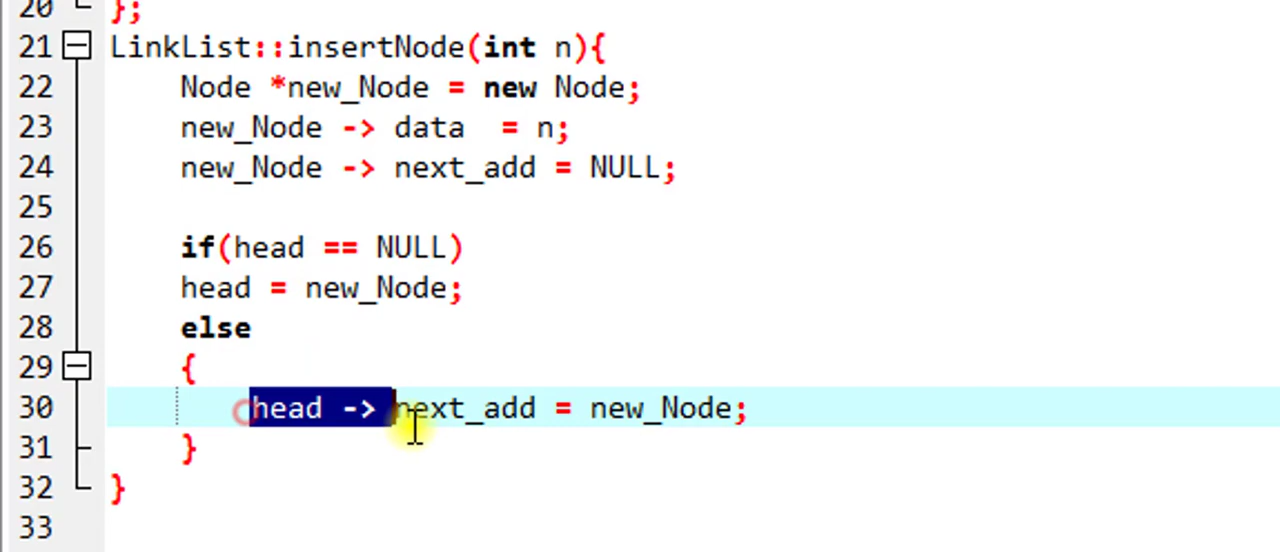 20 };
21 LinkList::insertNode(int n){
22 Node *new_Node = new Node;
23 new_Node -> data  = n;
24 new_Node -> next_add = NULL;
25
26 if(head == NULL)
27 head = new_Node;
28 else
29 {
30 head -> next_add = new_Node;
31 }
32 }
33